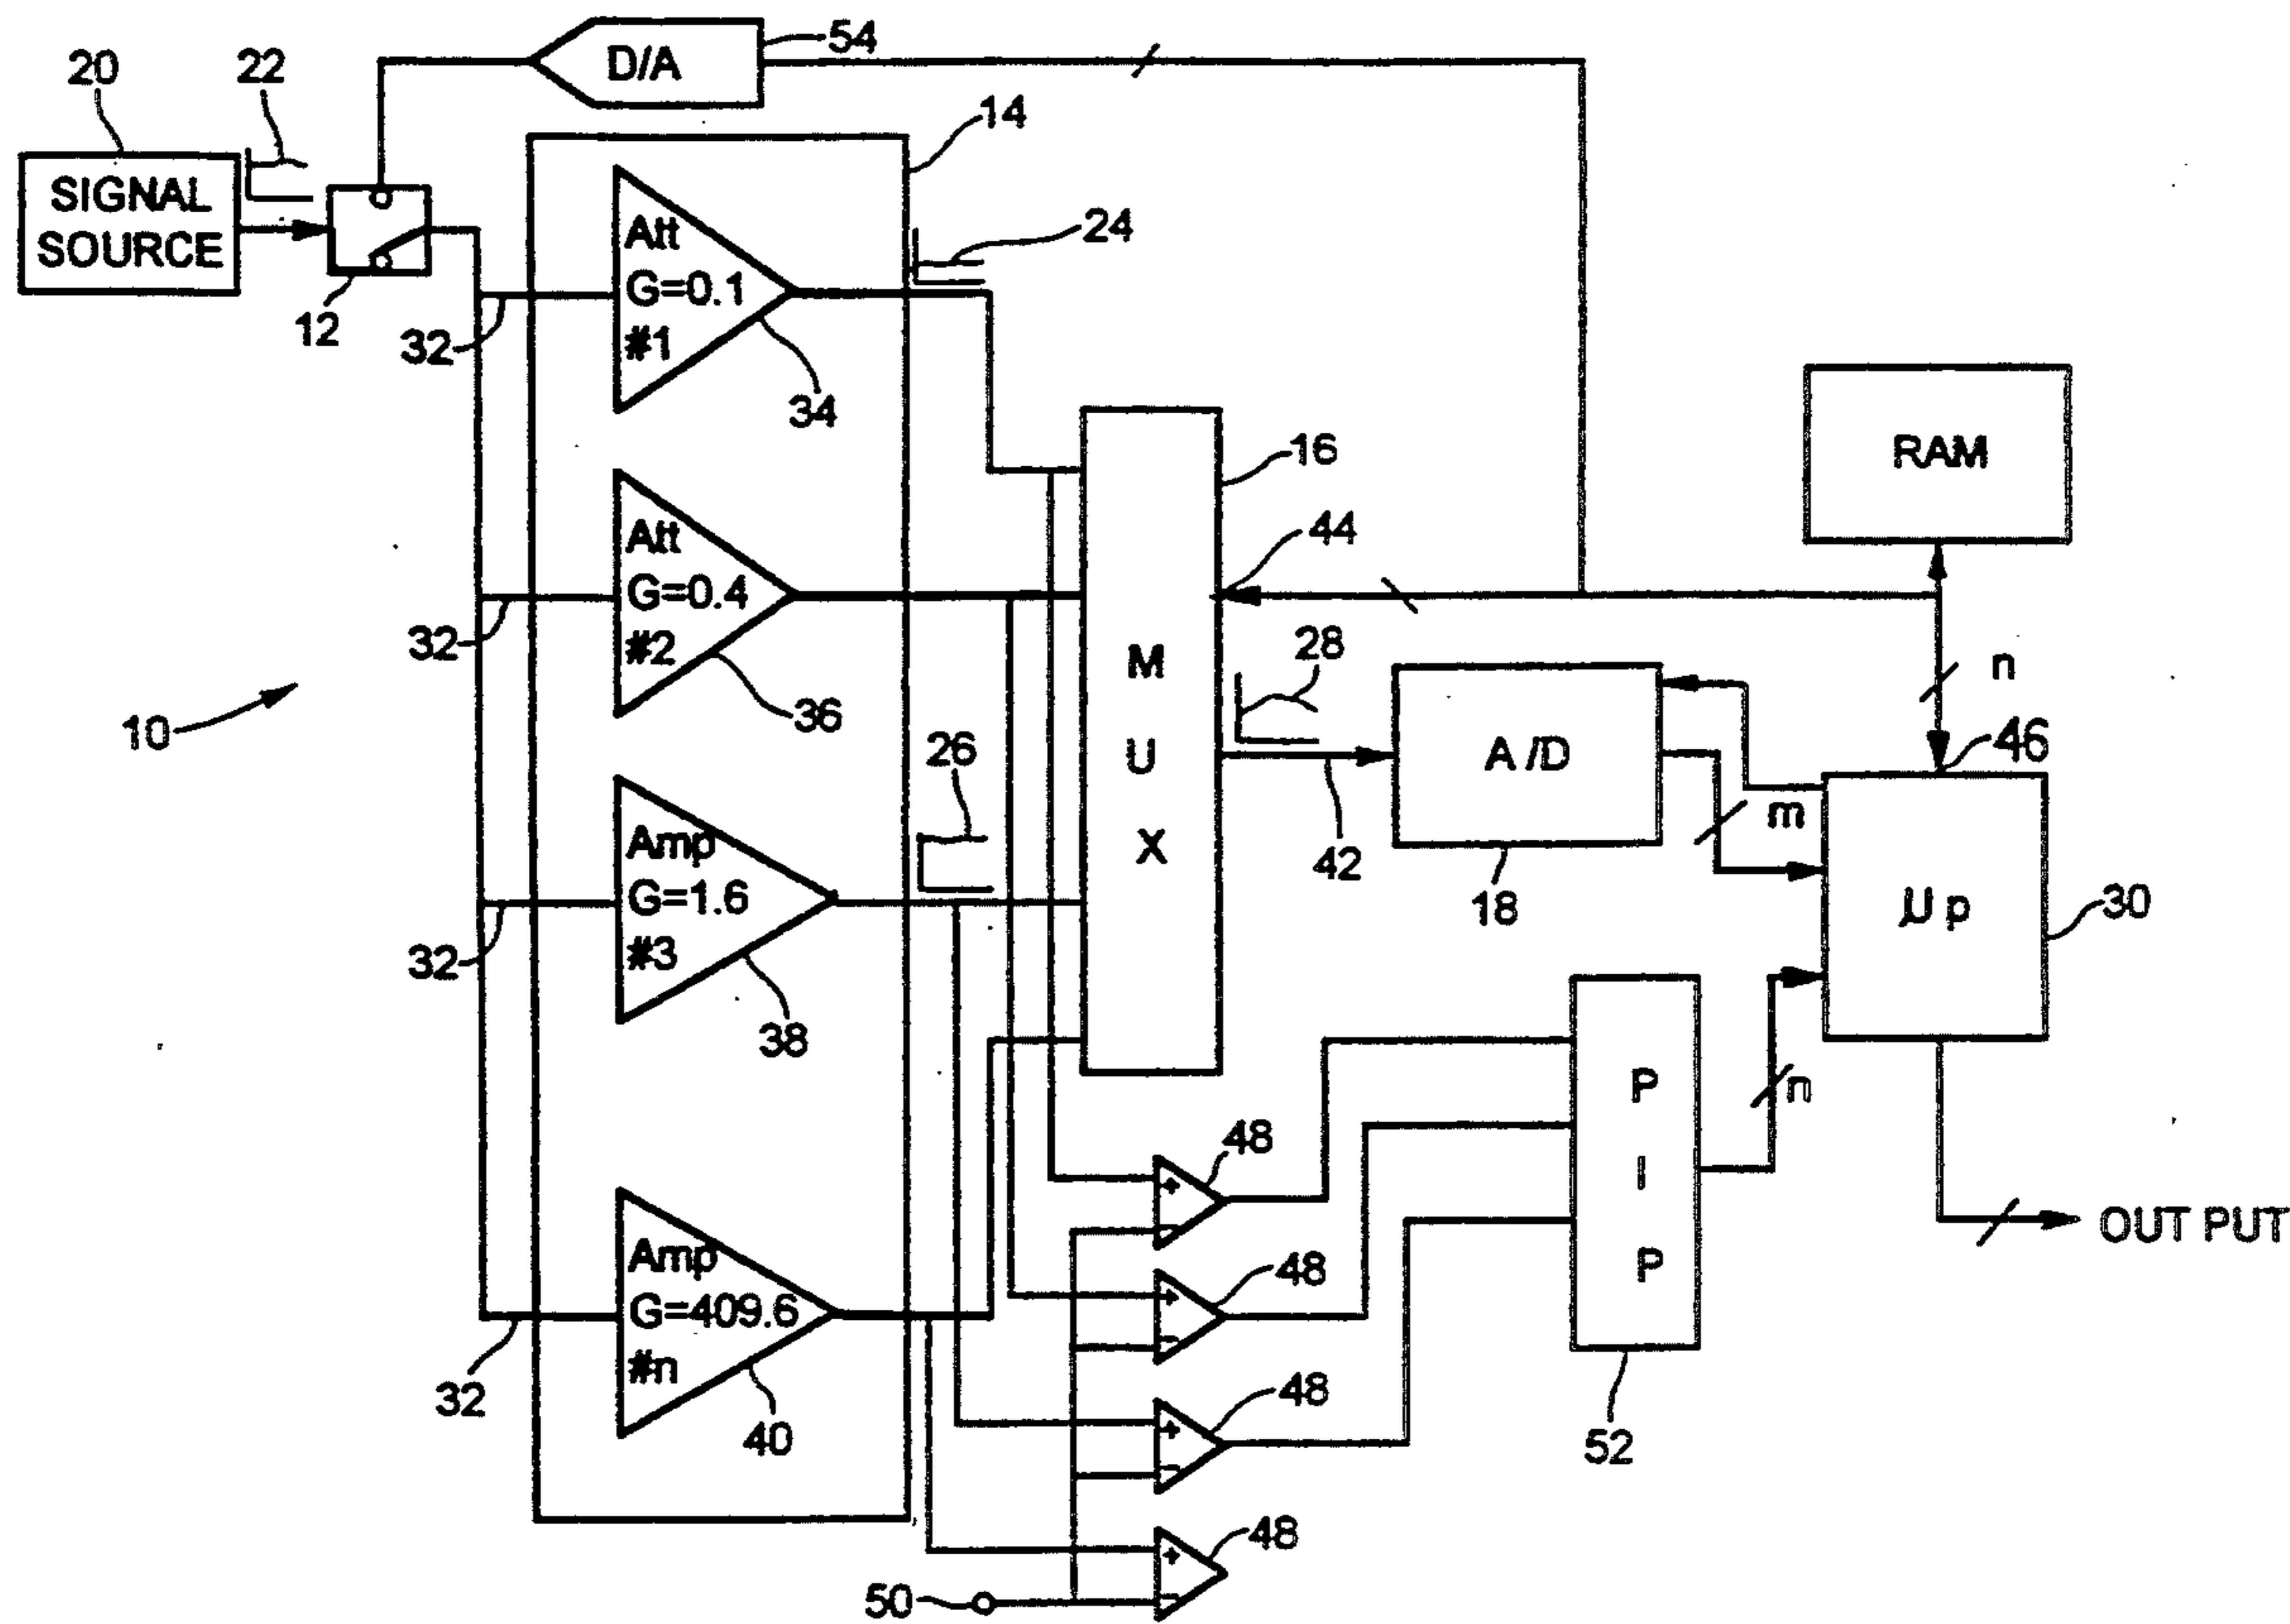 54
D/A
20
22
14
SIGNAL
SOURCE
24
Att
G=0.1
#1
12
32
34
RAM
16
44
Att
G=0.4
#2
32
36
M
U
X
28
n
10
46
A/D
26
m
42
18
Amp
G=1.6
#3
32
38
µp
30
P
I
P
n
48
+
−
OUT PUT
48
+
−
Amp
G=409.6
#n
32
40
48
+
−
52
48
+
−
50